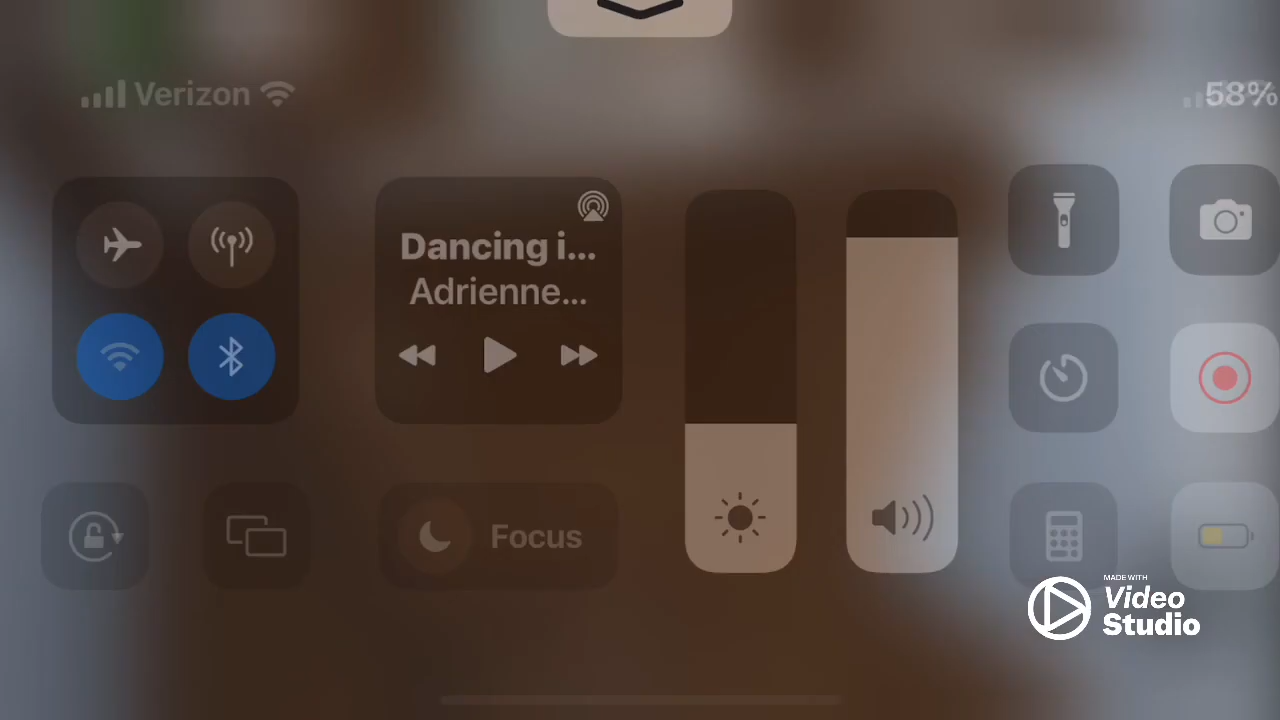 Verizon
58%
Dancing i...
Adrienne...
Focus
MADE WITH
Video
Studio